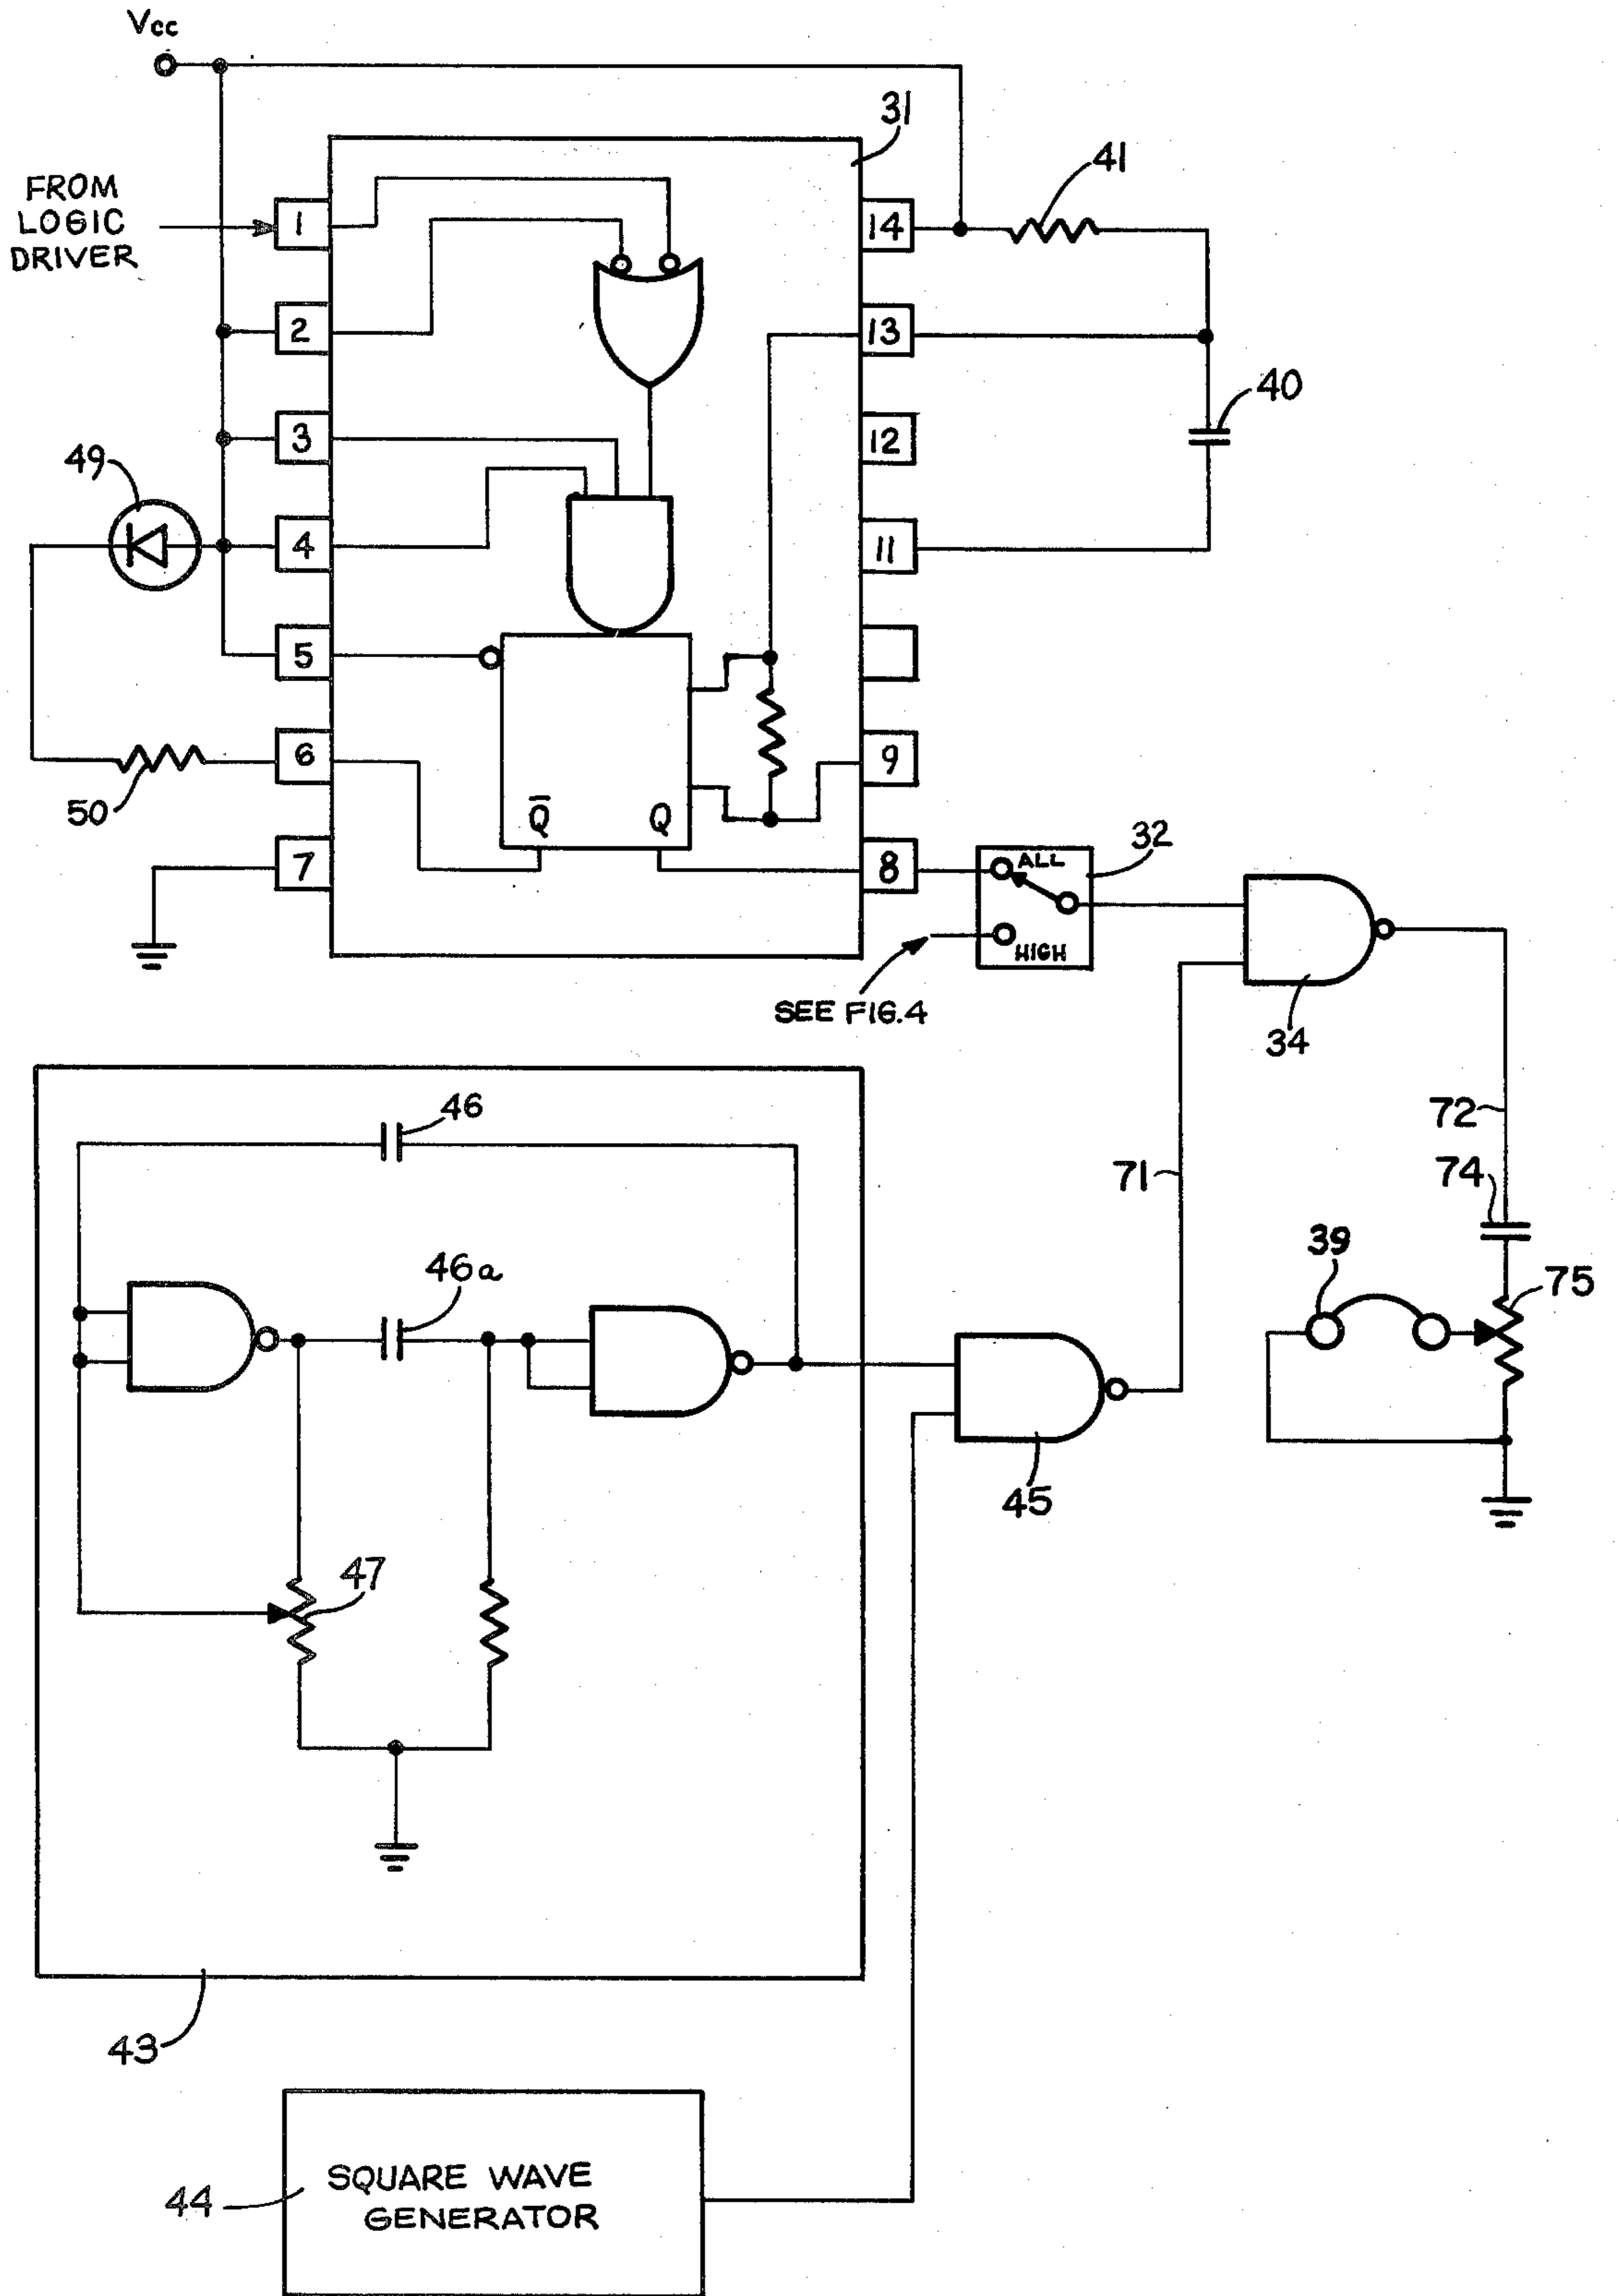 Vcc
31
41
FROM
LOGIC
DRIVER
1
14
2
13
40
3
12
49
4
11
5
6
9
50
Q̅ Q
7
8
32
ALL
HIGH
SEE FIG.4
34
46
72
71
74
46a
39
75
45
47
43
44
SQUARE WAVE
GENERATOR